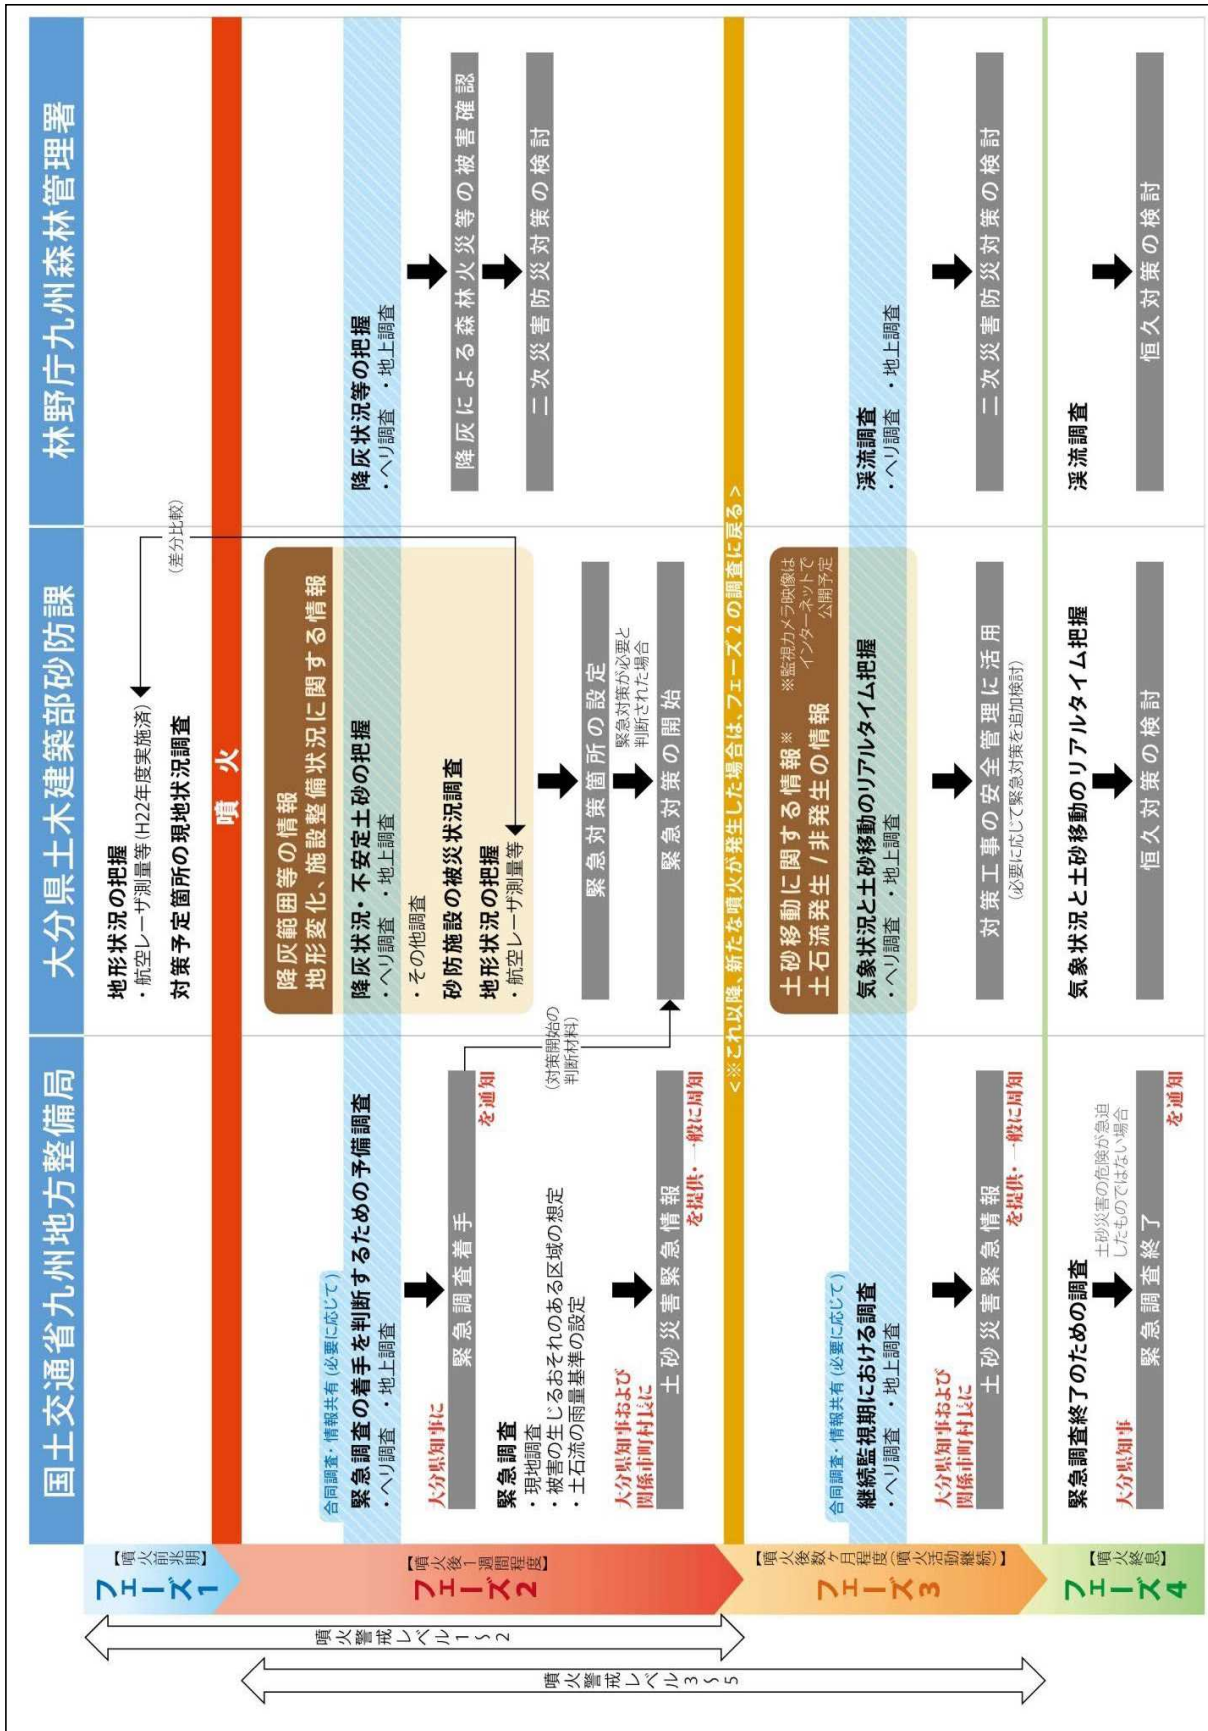 国土交通省九州地方整備局
大分県土木建築部砂防課
林野庁九州森林管理署
噴火警戒レベル1～2
噴火警戒レベル3～5
フェーズ1
【噴火前兆期】
地形状況の把握
・航空レーザ測量等(H22年度実施済)
対策予定箇所の現地状況調査
(差分比較)
噴火
フェーズ2
【噴火後1週間程度】
合同調査・情報共有(必要に応じて)
緊急調査の着手を判断するための予備調査
・ヘリ調査 ・地上調査
大分県知事に
緊急調査着手
を通知
緊急調査
・現地調査
・被害の生じるおそれのある区域の想定
・土石流の雨量基準の設定
大分県知事および
関係市町村長に
土砂災害緊急情報
を提供・一般に周知
(対策開始の
判断材料)
降灰範囲等の情報
地形変化、施設整備状況に関する情報
降灰状況・不安定土砂の把握
・ヘリ調査 ・地上調査
・その他調査
砂防施設の被災状況調査
地形状況の把握
・航空レーザ測量等
緊急対策箇所の設定
緊急対策が必要と
判断された場合
緊急対策の開始
降灰状況等の把握
・ヘリ調査 ・地上調査
降灰による森林火災等の被害確認
二次災害防災対策の検討
<※これ以降、新たな噴火が発生した場合は、フェーズ2の調査に戻る>
フェーズ3
【噴火後数ヶ月程度(噴火活動継続)】
合同調査・情報共有(必要に応じて)
継続監視期における調査
・ヘリ調査 ・地上調査
大分県知事および
関係市町村長に
土砂災害緊急情報
を提供・一般に周知
土砂移動に関する情報※
土石流発生/非発生の情報
※監視カメラ映像は
インターネットで
公開予定
気象状況と土砂移動のリアルタイム把握
・ヘリ調査 ・地上調査
対策工事の安全管理に活用
(必要に応じて緊急対策を追加検討)
渓流調査
・ヘリ調査 ・地上調査
二次災害防災対策の検討
フェーズ4
【噴火終息】
緊急調査終了のための調査
土砂災害の危険が急迫
したものではない場合
大分県知事
緊急調査終了
を通知
気象状況と土砂移動のリアルタイム把握
恒久対策の検討
渓流調査
恒久対策の検討